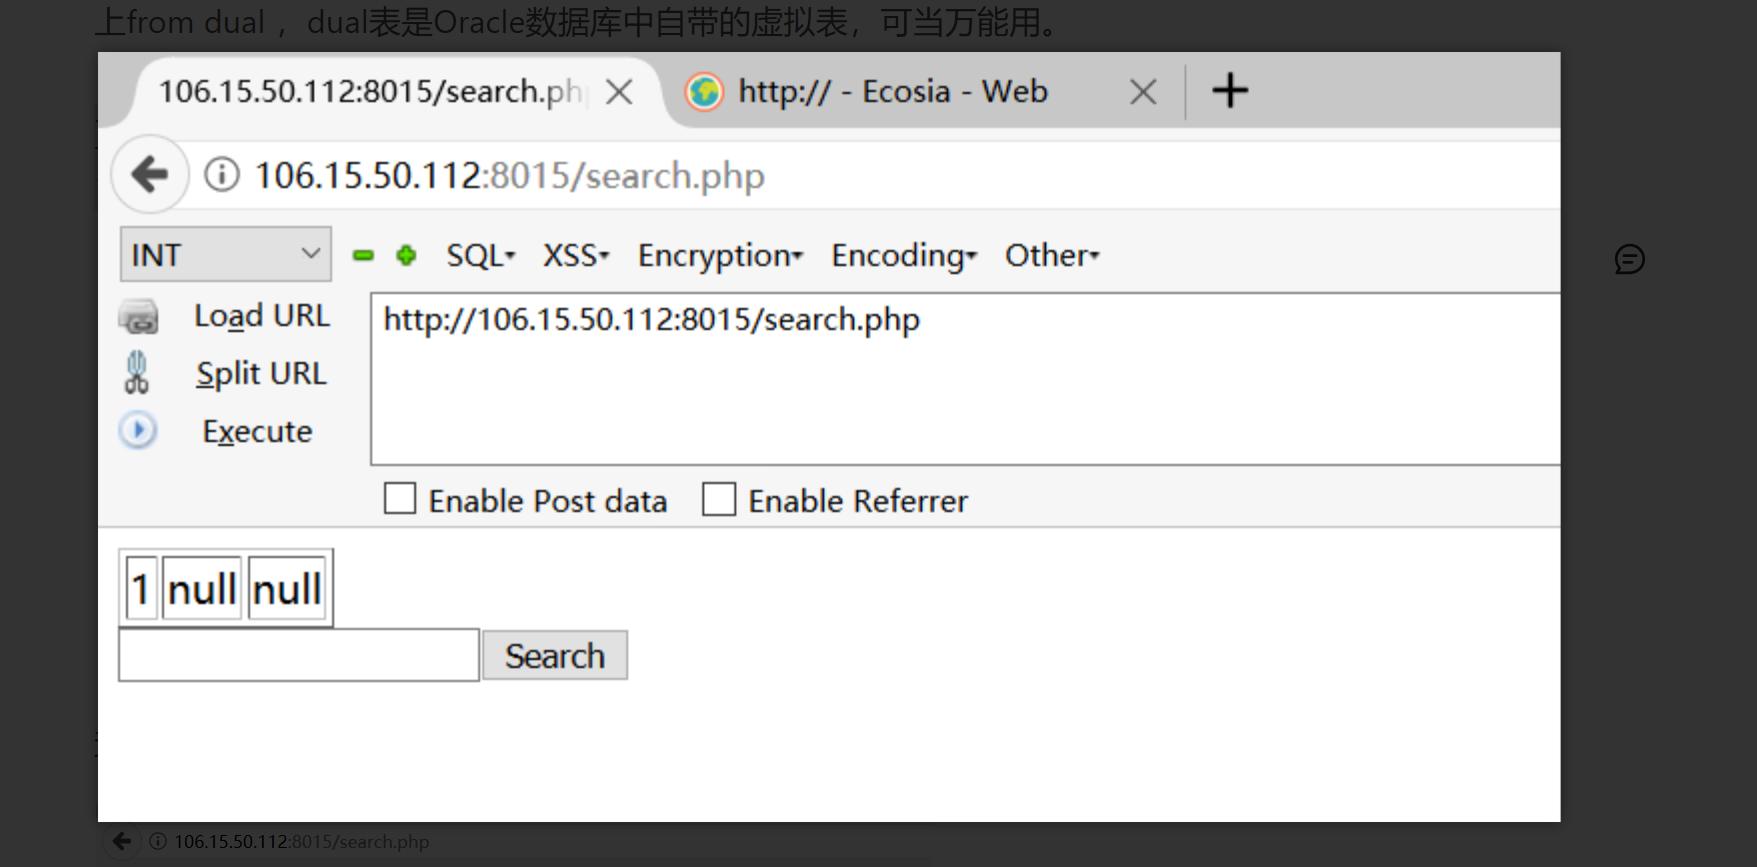 上from dual ，dual表是Oracle数据库中自带的虚拟表，可当万能用。
106.15.50.112:8015/search.ph
http:// - Ecosia - Web
106.15.50.112:8015/search.php
INT SQL XSS Encryption Encoding Other
Load URL http://106.15.50.112:8015/search.php
Split URL
Execute
Enable Post data Enable Referrer
1 null null
Search
106.15.50.112:8015/search.php